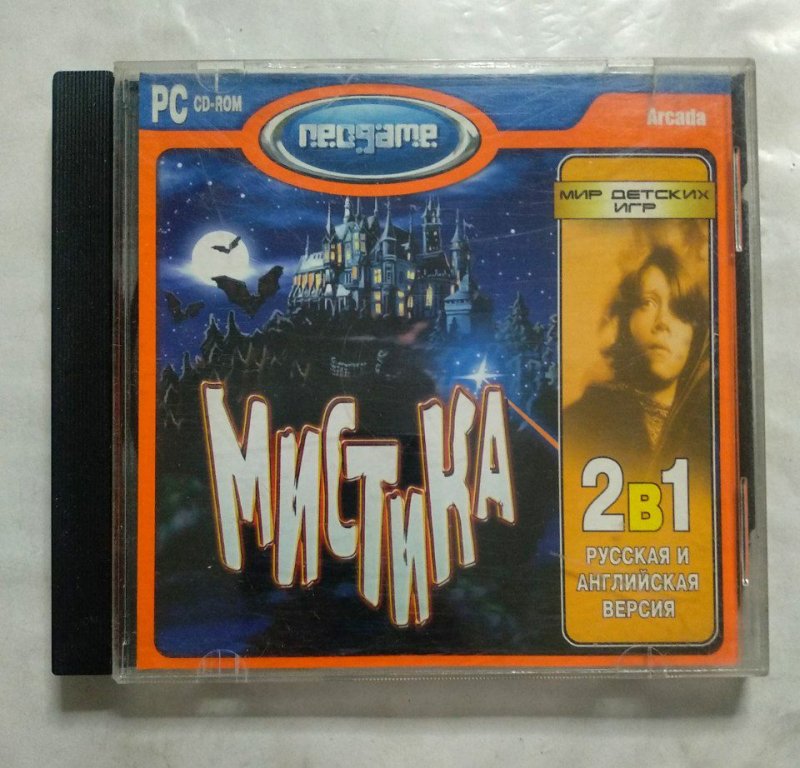 PC CD-ROM
neogame
Arcada
МИР ДЕТСКИХ
ИГР
МИСТИКА
2в1
РУССКАЯ И
АНГЛИЙСКАЯ
ВЕРСИЯ